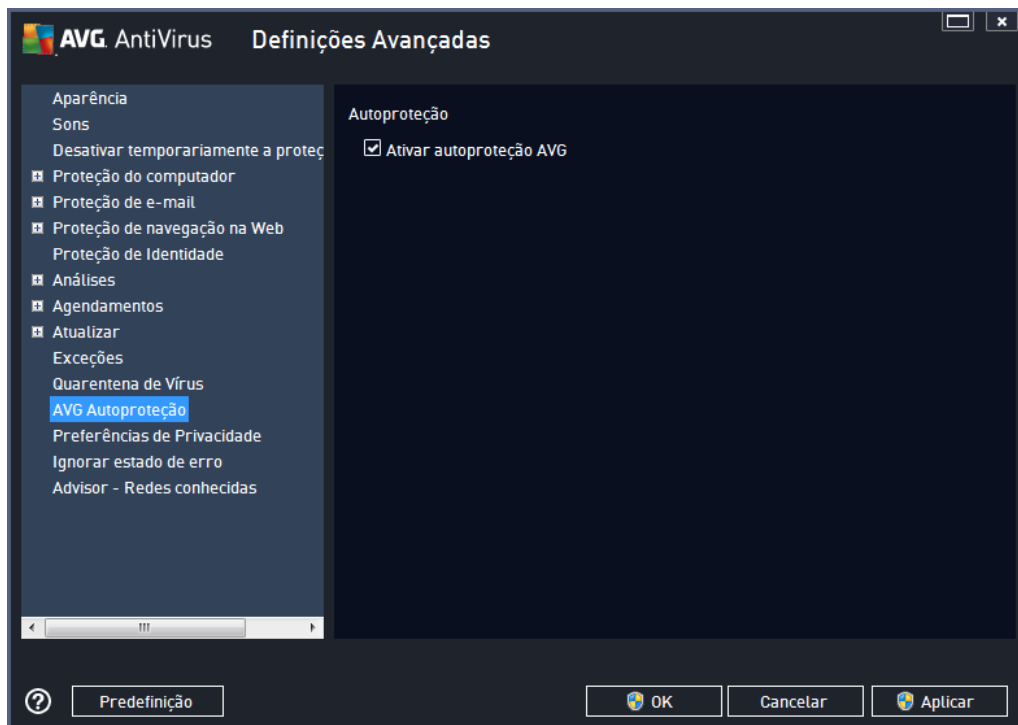 AVG. AntiVirus Definições Avançadas
Aparência
Sons
Desativar temporariamente a proteç
Proteção do computador
Proteção de e-mail
Proteção de navegação na Web
Proteção de Identidade
Análises
Agendamentos
Atualizar
Exceções
Quarentena de Vírus
AVG Autoproteção
Preferências de Privacidade
Ignorar estado de erro
Advisor - Redes conhecidas
Autoproteção
Ativar autoproteção AVG
Predefinição
OK
Cancelar
Aplicar